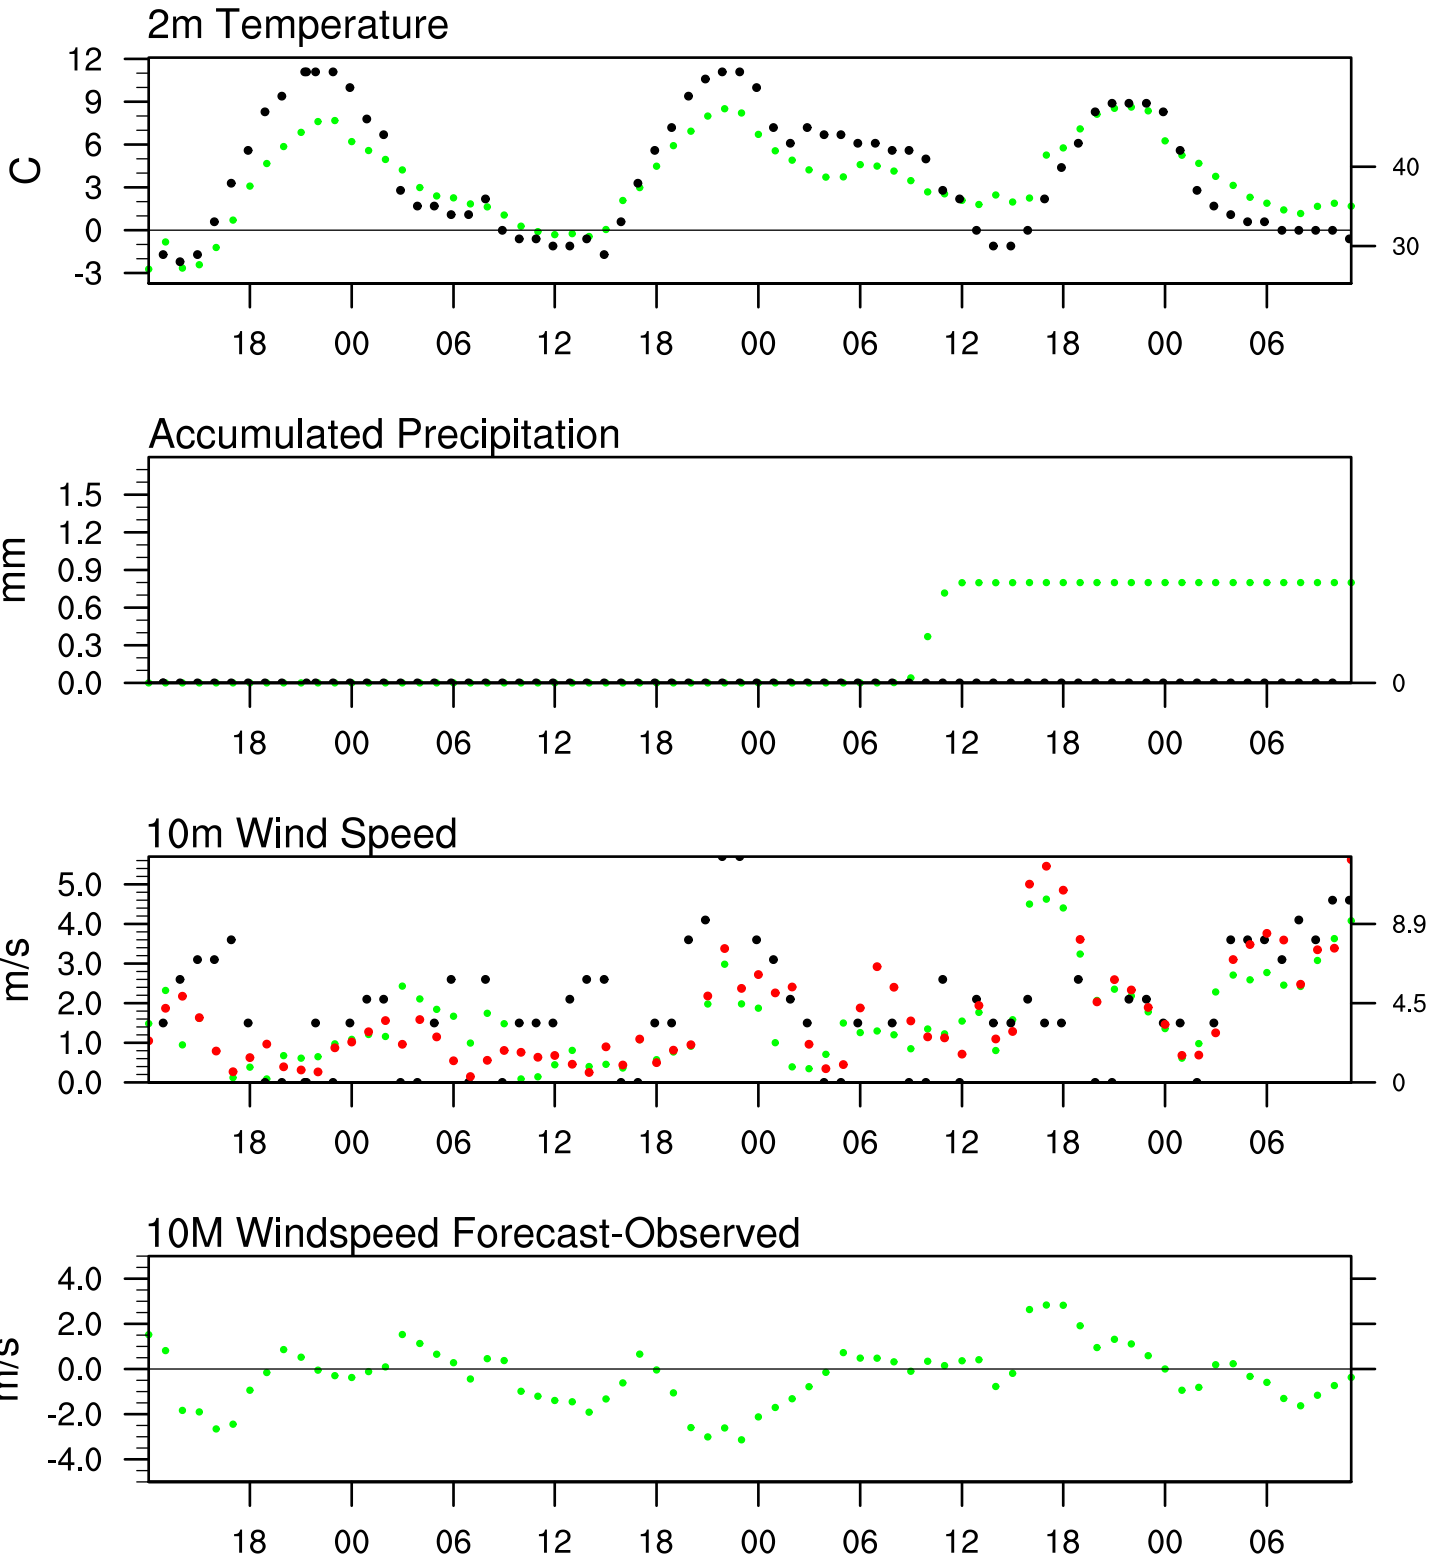 2m Temperature
12
9
6
3
0
-3
C
40
30
18 00 06 12 18 00 06 12 18 00 06
Accumulated Precipitation
1.5
1.2
0.9
0.6
0.3
0.0
mm
0
18 00 06 12 18 00 06 12 18 00 06
10m Wind Speed
5.0
4.0
3.0
2.0
1.0
0.0
m/s
8.9
4.5
0
18 00 06 12 18 00 06 12 18 00 06
10M Windspeed Forecast-Observed
4.0
2.0
0.0
-2.0
-4.0
m/s
18 00 06 12 18 00 06 12 18 00 06